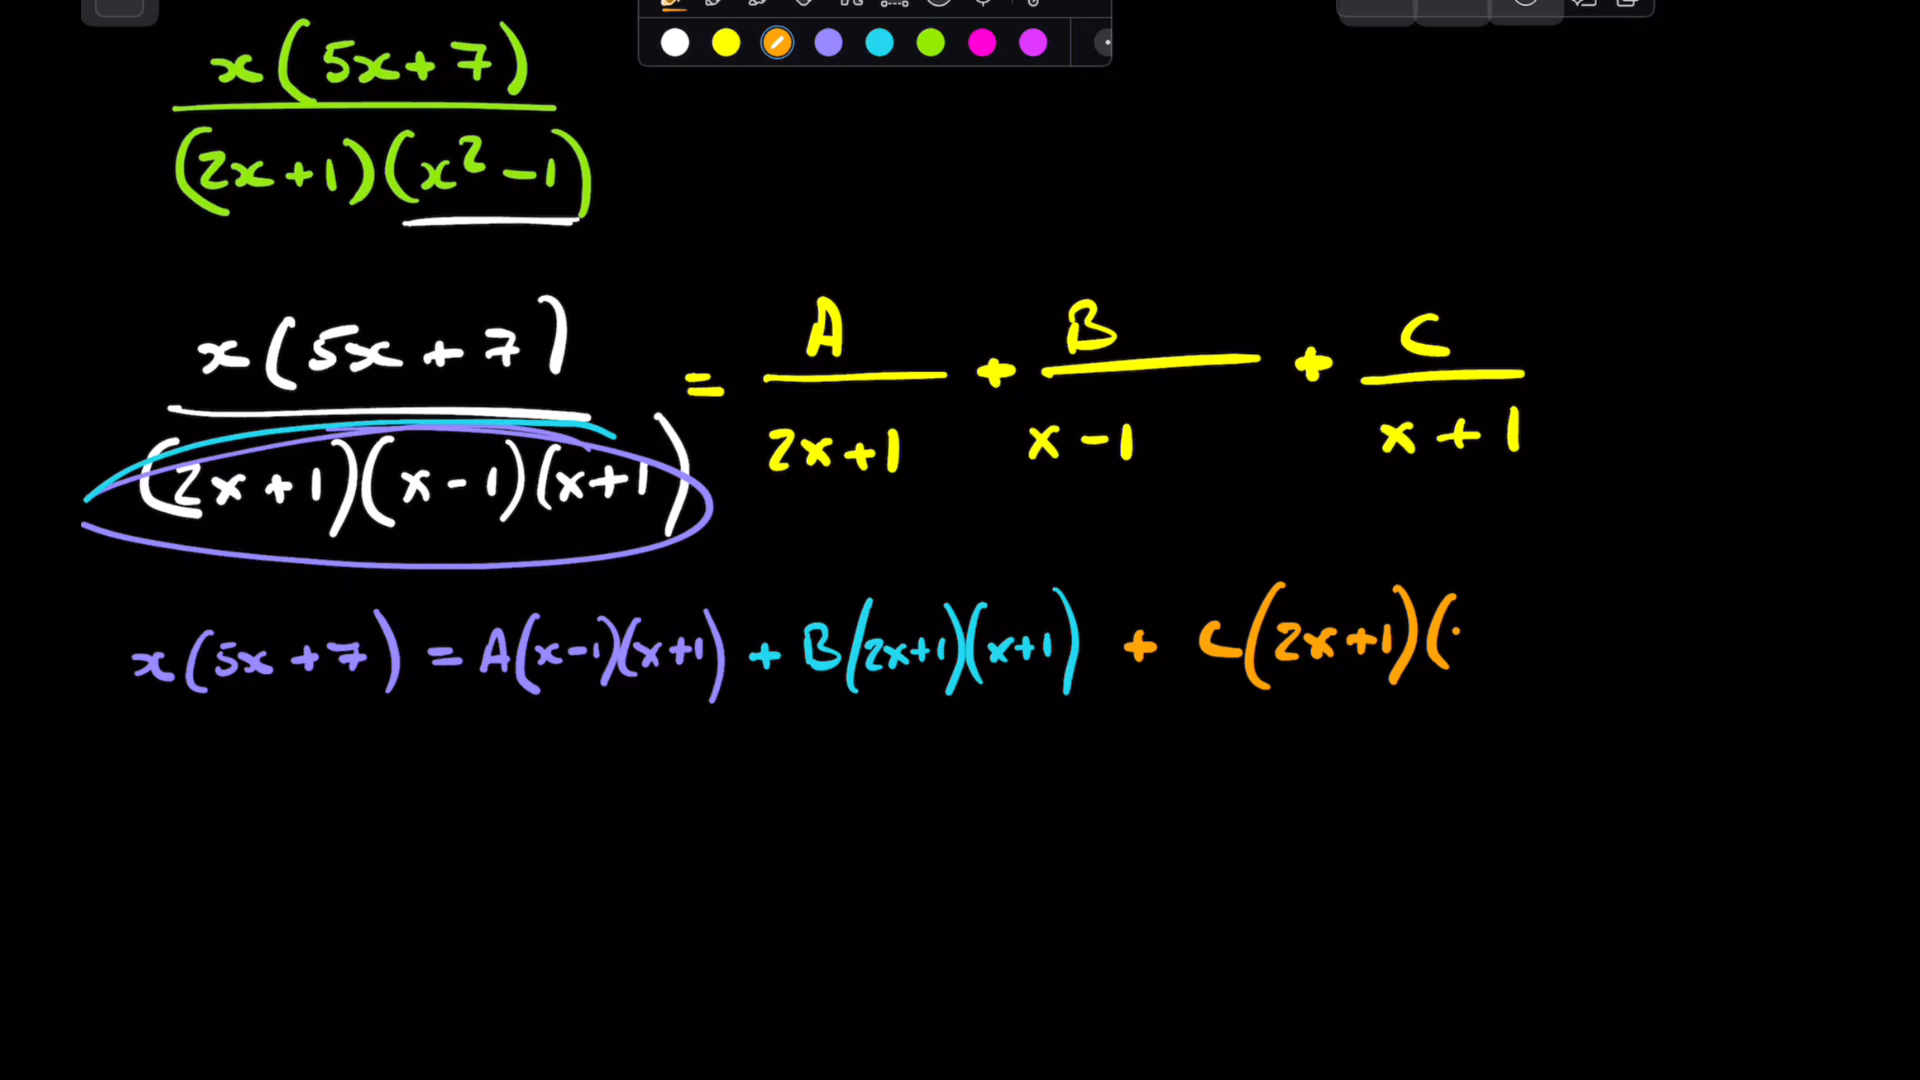 x(5x+7)
(2x+1)(x²-1)
x(5x+7)
(2x+1)(x-1)(x+1)
= A/(2x+1) + B/(x-1) + C/(x+1)
x(5x+7) = A(x-1)(x+1) + B(2x+1)(x+1) + C(2x+1)(